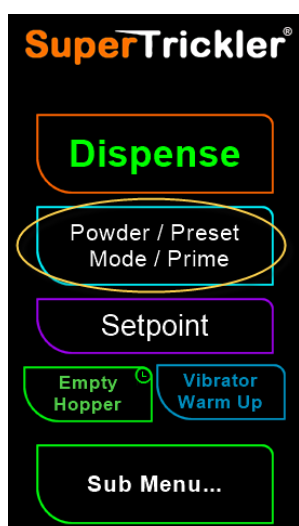 SuperTrickler®
Dispense
Powder / Preset
Mode / Prime
Setpoint
Empty
Hopper
Vibrator
Warm Up
Sub Menu...